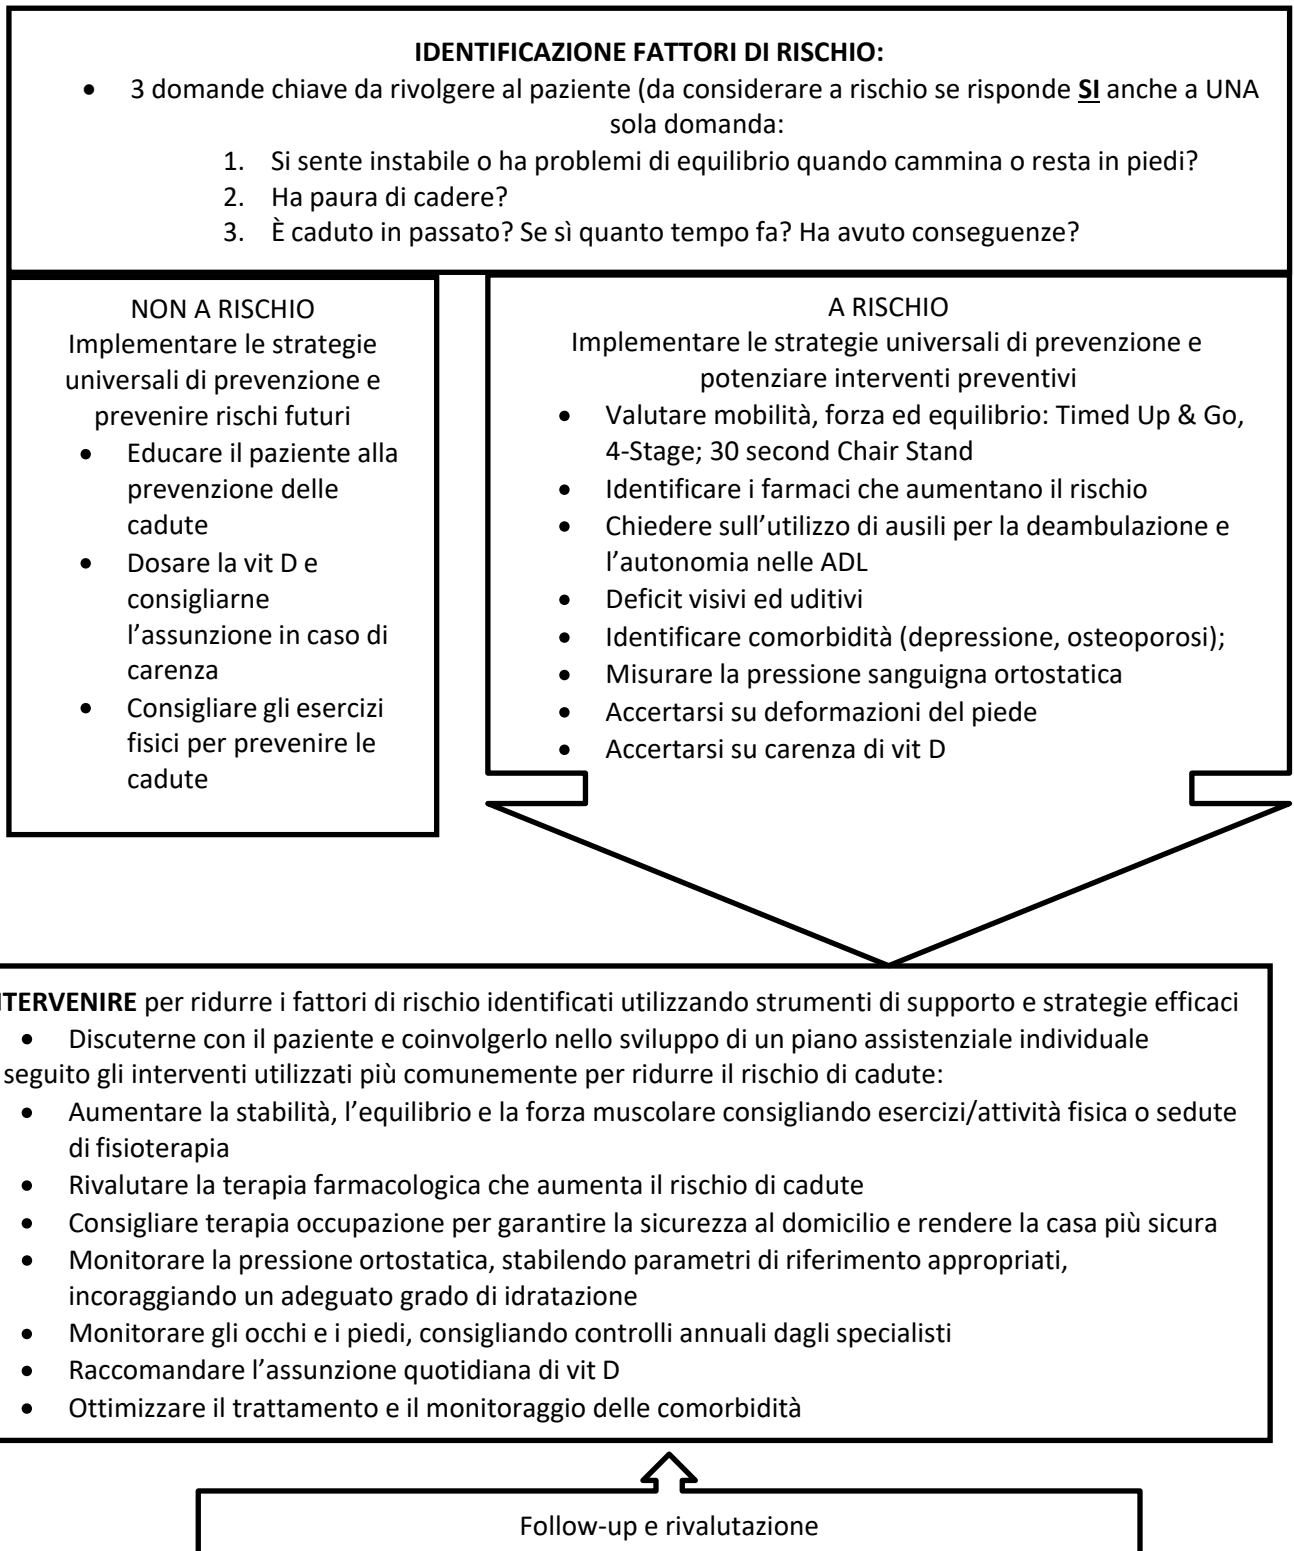 IDENTIFICAZIONE FATTORI DI RISCHIO:
• 3 domande chiave da rivolgere al paziente (da considerare a rischio se risponde SI anche a UNA
sola domanda:
1. Si sente instabile o ha problemi di equilibrio quando cammina o resta in piedi?
2. Ha paura di cadere?
3. È caduto in passato? Se sì quanto tempo fa? Ha avuto conseguenze?
NON A RISCHIO
Implementare le strategie
universali di prevenzione e
prevenire rischi futuri
• Educare il paziente alla
prevenzione delle
cadute
• Dosare la vit D e
consigliarne
l’assunzione in caso di
carenza
• Consigliare gli esercizi
fisici per prevenire le
cadute
A RISCHIO
Implementare le strategie universali di prevenzione e
potenziare interventi preventivi
• Valutare mobilità, forza ed equilibrio: Timed Up & Go,
4-Stage; 30 second Chair Stand
• Identificare i farmaci che aumentano il rischio
• Chiedere sull’utilizzo di ausili per la deambulazione e
l’autonomia nelle ADL
• Deficit visivi ed uditivi
• Identificare comorbidità (depressione, osteoporosi);
• Misurare la pressione sanguigna ortostatica
• Accertarsi su deformazioni del piede
• Accertarsi su carenza di vit D
NTERVENIRE per ridurre i fattori di rischio identificati utilizzando strumenti di supporto e strategie efficaci
• Discuterne con il paziente e coinvolgerlo nello sviluppo di un piano assistenziale individuale
seguito gli interventi utilizzati più comunemente per ridurre il rischio di cadute:
• Aumentare la stabilità, l’equilibrio e la forza muscolare consigliando esercizi/attività fisica o sedute
di fisioterapia
• Rivalutare la terapia farmacologica che aumenta il rischio di cadute
• Consigliare terapia occupazione per garantire la sicurezza al domicilio e rendere la casa più sicura
• Monitorare la pressione ortostatica, stabilendo parametri di riferimento appropriati,
incoraggiando un adeguato grado di idratazione
• Monitorare gli occhi e i piedi, consigliando controlli annuali dagli specialisti
• Raccomandare l’assunzione quotidiana di vit D
• Ottimizzare il trattamento e il monitoraggio delle comorbidità
Follow-up e rivalutazione